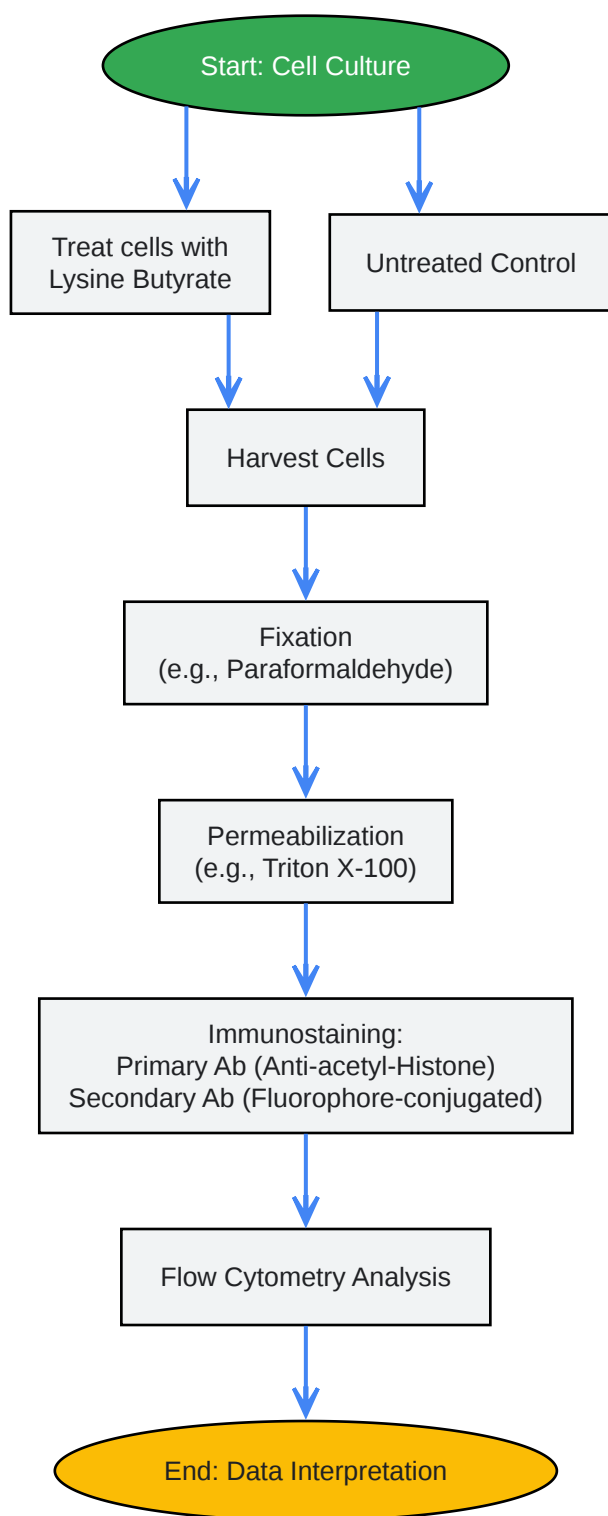 Start: Cell Culture
Treat cells with
Lysine Butyrate
Untreated Control
Harvest Cells
Fixation
(e.g., Paraformaldehyde)
Permeabilization
(e.g., Triton X-100)
Immunostaining:
Primary Ab (Anti-acetyl-Histone)
Secondary Ab (Fluorophore-conjugated)
Flow Cytometry Analysis
End: Data Interpretation